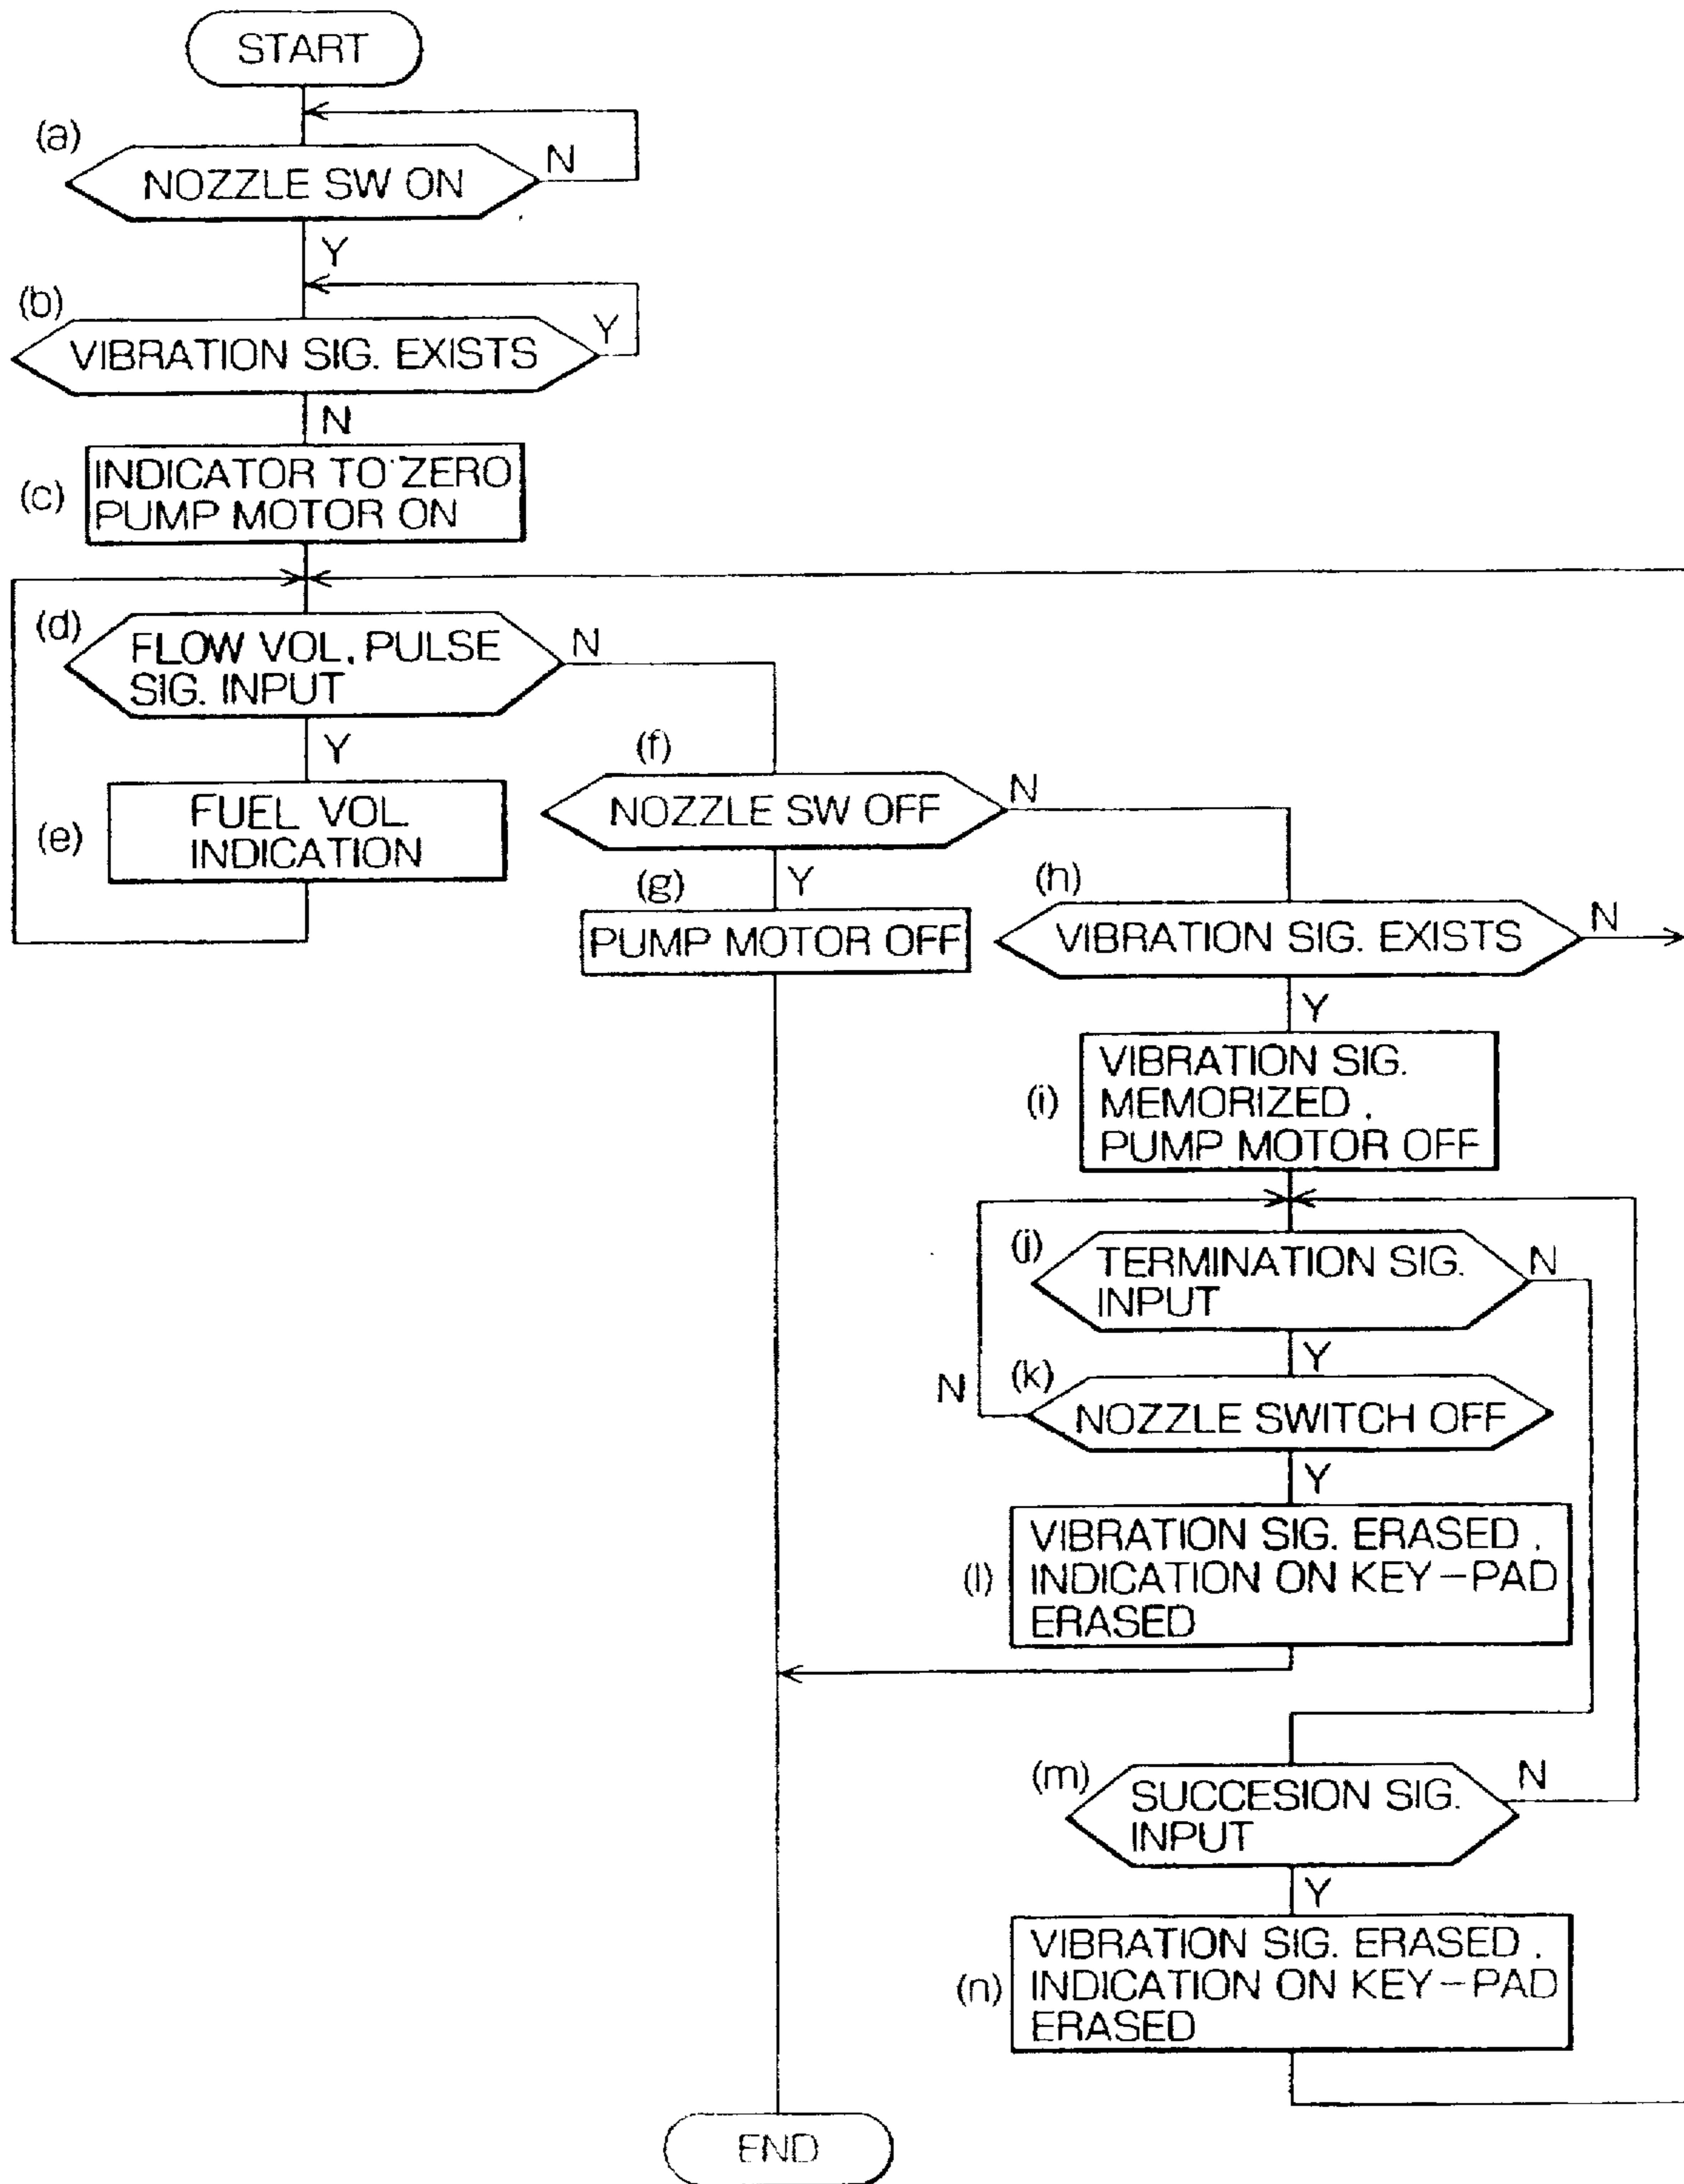 START
(a)
NOZZLE SW ON
N
Y
(b)
VIBRATION SIG. EXISTS
Y
N
(c)
INDICATOR TO ZERO
PUMP MOTOR ON
(d)
FLOW VOL. PULSE
SIG. INPUT
N
Y
(e)
FUEL VOL.
INDICATION
(f)
NOZZLE SW OFF
N
Y
(g)
PUMP MOTOR OFF
(h)
VIBRATION SIG. EXISTS
N
Y
(i)
VIBRATION SIG.
MEMORIZED,
PUMP MOTOR OFF
(j)
TERMINATION SIG.
INPUT
N
Y
(k)
NOZZLE SWITCH OFF
N
Y
(l)
VIBRATION SIG. ERASED,
INDICATION ON KEY-PAD
ERASED
(m)
SUCCESION SIG.
INPUT
N
Y
(n)
VIBRATION SIG. ERASED,
INDICATION ON KEY-PAD
ERASED
END